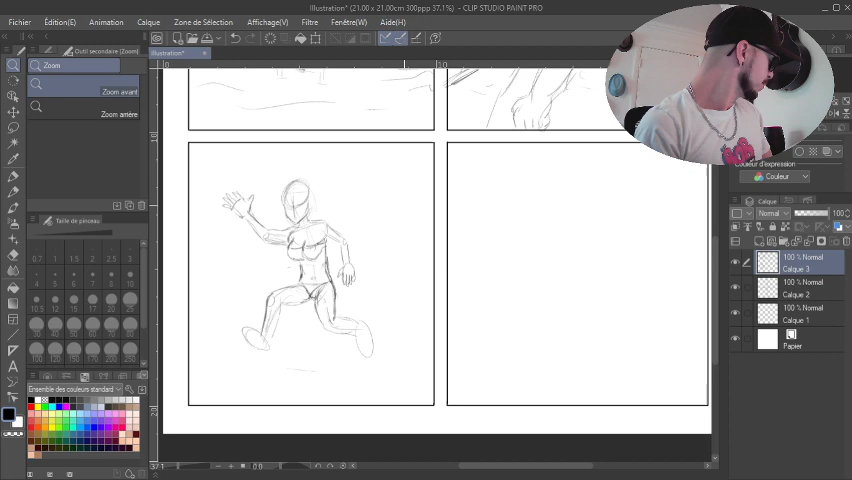 Illustration* (21.00 x 21.00cm 300ppp 37.1%) - CLIP STUDIO PAINT PRO
Fichier Édition(E) Animation Calque Zone de Sélection Affichage(V) Filtre Fenêtre(W) Aide(H)
Outil secondaire (Zoom)
Illustration*
Zoom
Zoom avant
Zoom arrière
Taille de pinceau
0.7 1 1.5 2 2.5 3
4 5 6 7 8 10
10.5 12 15 17 20 25
30 40 50 60 70 80
100 120 150 170 200 250
Ensemble des couleurs standard
Couleur d'expression
Couleur
Calque
Normal 100
100 % Normal
Calque 3
100 % Normal
Calque 2
100 % Normal
Calque 1
Papier
37.1 0.0